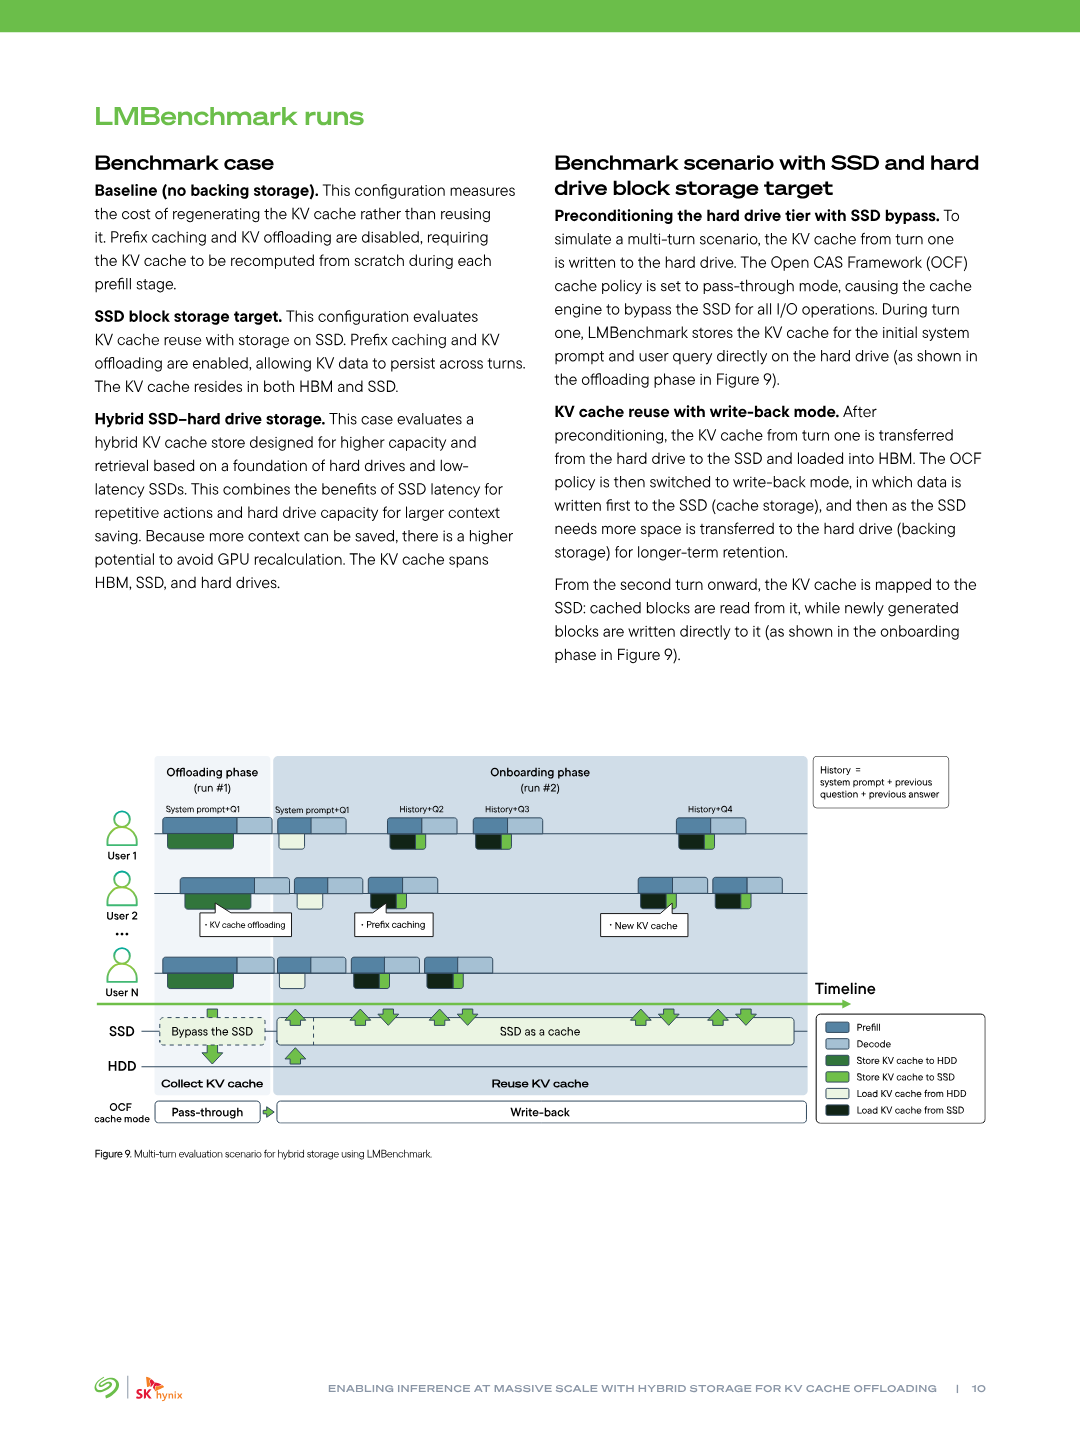 LMBenchmark runs
Benchmark case
Baseline (no backing storage). This configuration measures
the cost of regenerating the KV cache rather than reusing
it. Prefix caching and KV offloading are disabled, requiring
the KV cache to be recomputed from scratch during each
prefill stage.
SSD block storage target. This configuration evaluates
KV cache reuse with storage on SSD. Prefix caching and KV
offloading are enabled, allowing KV data to persist across turns.
The KV cache resides in both HBM and SSD.
Hybrid SSD–hard drive storage. This case evaluates a
hybrid KV cache store designed for higher capacity and
retrieval based on a foundation of hard drives and low-
latency SSDs. This combines the benefits of SSD latency for
repetitive actions and hard drive capacity for larger context
saving. Because more context can be saved, there is a higher
potential to avoid GPU recalculation. The KV cache spans
HBM, SSD, and hard drives.
Benchmark scenario with SSD and hard
drive block storage target
Preconditioning the hard drive tier with SSD bypass. To
simulate a multi-turn scenario, the KV cache from turn one
is written to the hard drive. The Open CAS Framework (OCF)
cache policy is set to pass-through mode, causing the cache
engine to bypass the SSD for all I/O operations. During turn
one, LMBenchmark stores the KV cache for the initial system
prompt and user query directly on the hard drive (as shown in
the offloading phase in Figure 9).
KV cache reuse with write-back mode. After
preconditioning, the KV cache from turn one is transferred
from the hard drive to the SSD and loaded into HBM. The OCF
policy is then switched to write-back mode, in which data is
written first to the SSD (cache storage), and then as the SSD
needs more space is transferred to the hard drive (backing
storage) for longer-term retention.
From the second turn onward, the KV cache is mapped to the
SSD: cached blocks are read from it, while newly generated
blocks are written directly to it (as shown in the onboarding
phase in Figure 9).
Offloading phase
(run #1)
Onboarding phase
(run #2)
History =
system prompt + previous
question + previous answer
System prompt+Q1
System prompt+Q1
History+Q2
History+Q3
History+Q4
User 1
User 2
· KV cache offloading
· Prefix caching
· New KV cache
...
User N
Timeline
SSD
Bypass the SSD
SSD as a cache
HDD
Collect KV cache
Reuse KV cache
OCF
cache mode
Pass-through
Write-back
Prefill
Decode
Store KV cache to HDD
Store KV cache to SSD
Load KV cache from HDD
Load KV cache from SSD
Figure 9. Multi-turn evaluation scenario for hybrid storage using LMBenchmark.
SK hynix
ENABLING INFERENCE AT MASSIVE SCALE WITH HYBRID STORAGE FOR KV CACHE OFFLOADING | 10